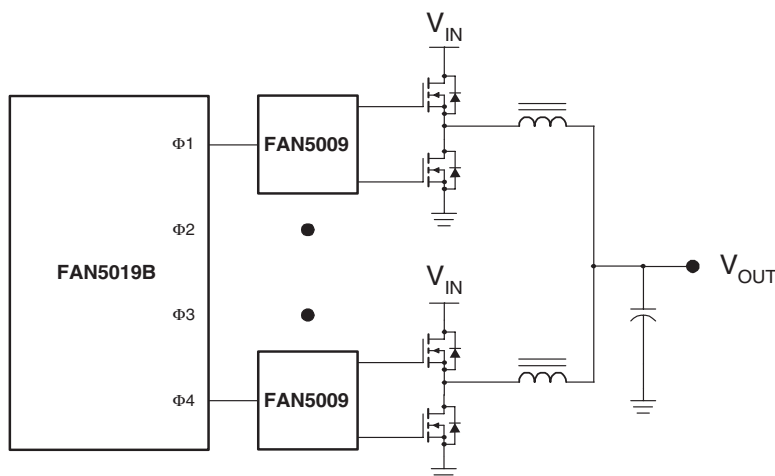 V_IN
Φ1
FAN5009
Φ2
FAN5019B
V_IN
V_OUT
Φ3
Φ4
FAN5009